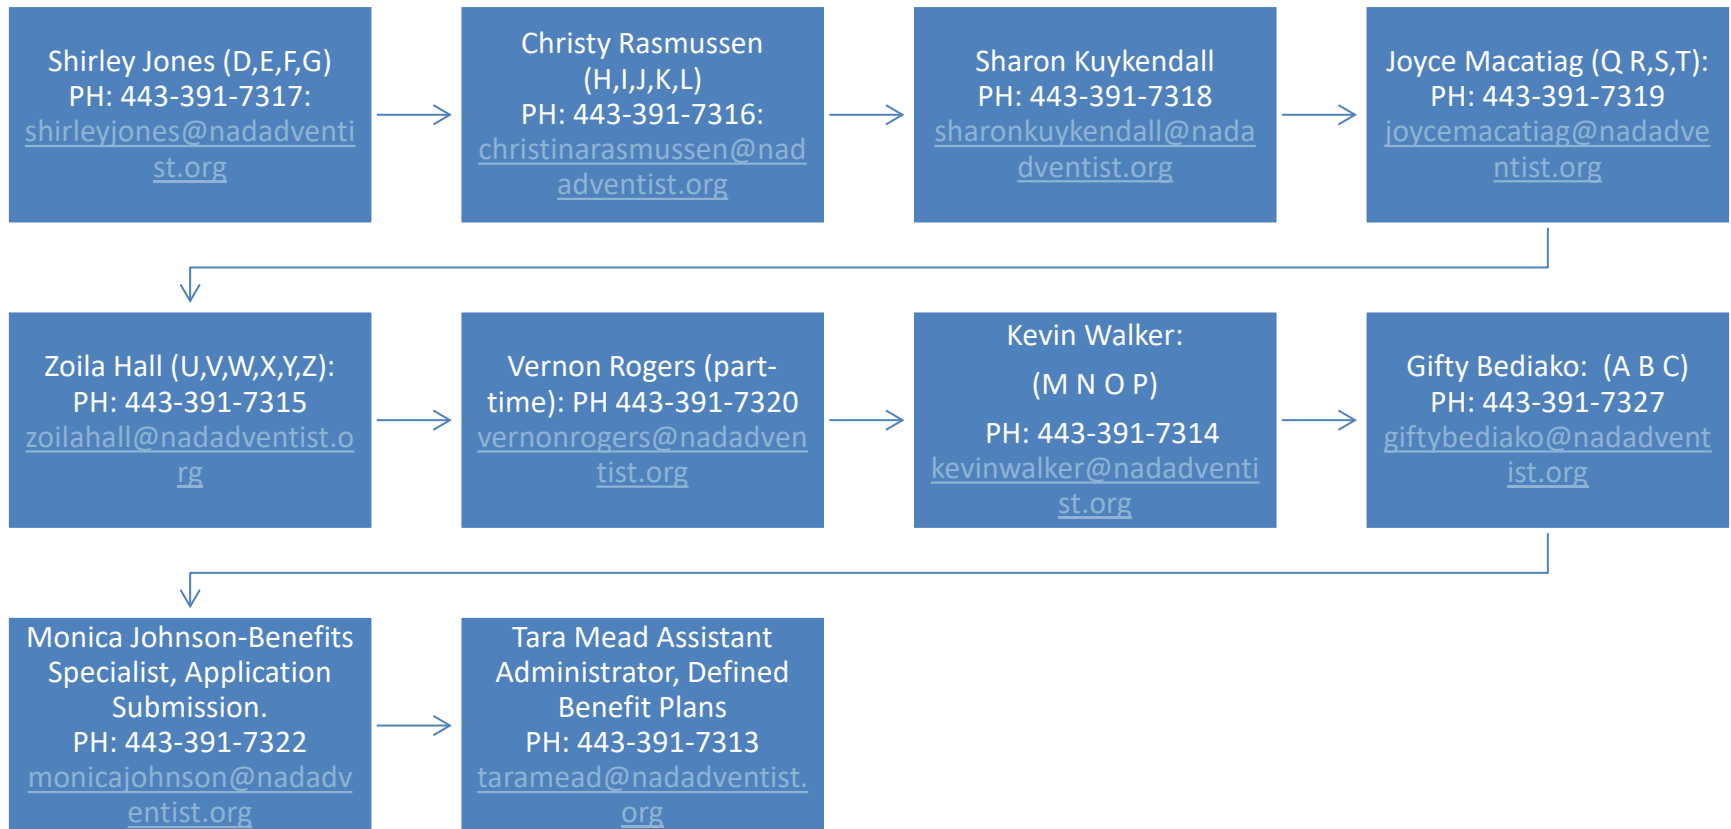 Shirley Jones (D,E,F,G)
PH: 443-391-7317:
shirleyjones@nadadventi
st.org
Christy Rasmussen
(H,I,J,K,L)
PH: 443-391-7316:
christinarasmussen@nad
adventist.org
Sharon Kuykendall
PH: 443-391-7318
sharonkuykendall@nada
dventist.org
Joyce Macatiag (Q R,S,T):
PH: 443-391-7319
joycemacatiag@nadadve
ntist.org
Zoila Hall (U,V,W,X,Y,Z):
PH: 443-391-7315
zoilahall@nadadventist.o
rg
Vernon Rogers (part-
time): PH 443-391-7320
vernonrogers@nadadven
tist.org
Kevin Walker:
(M N O P)
PH: 443-391-7314
kevinwalker@nadadventi
st.org
Gifty Bediako:  (A B C)
PH: 443-391-7327
giftybediako@nadadvent
ist.org
Monica Johnson-Benefits
Specialist, Application
Submission.
PH: 443-391-7322
monicajohnson@nadadv
entist.org
Tara Mead Assistant
Administrator, Defined
Benefit Plans
PH: 443-391-7313
taramead@nadadventist.
org